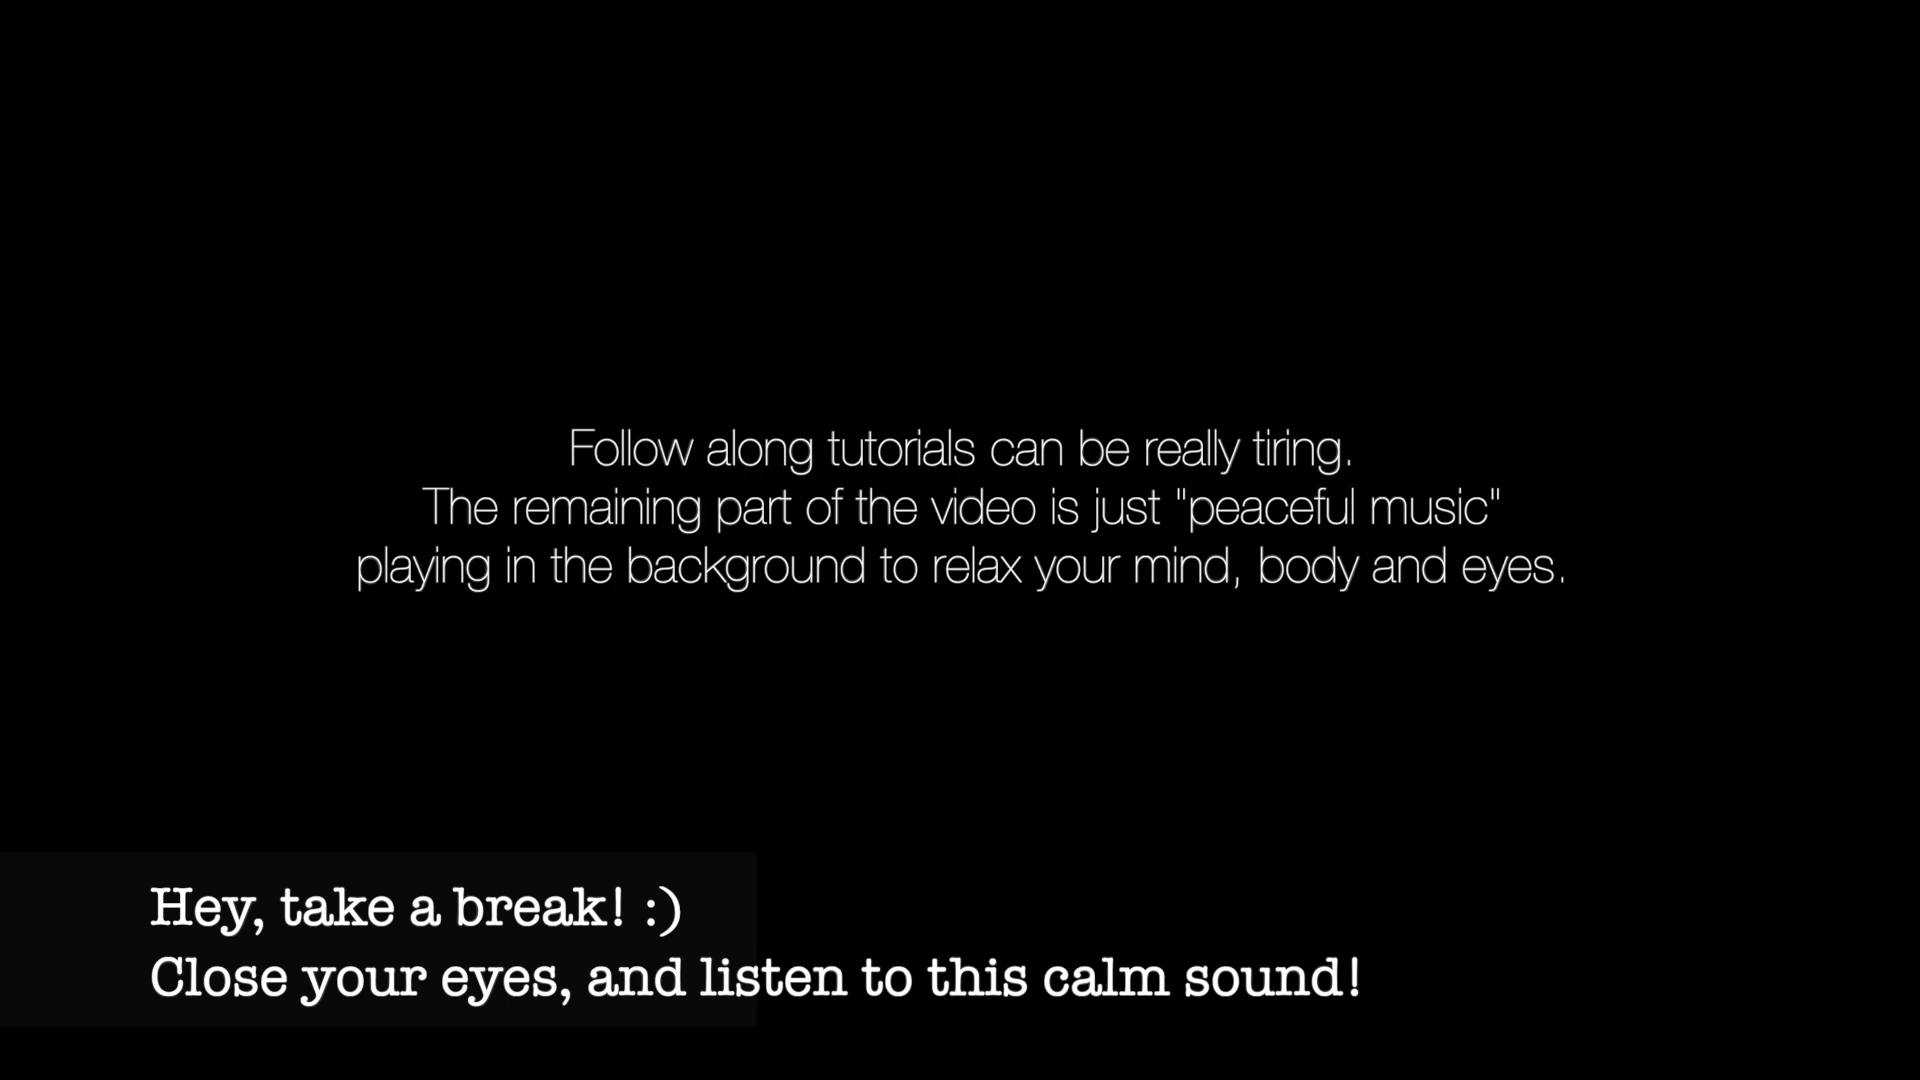 Follow along tutorials can be really tiring.
The remaining part of the video is just "peaceful music"
playing in the background to relax your mind, body and eyes.
Hey, take a break! :)
Close your eyes, and listen to this calm sound!